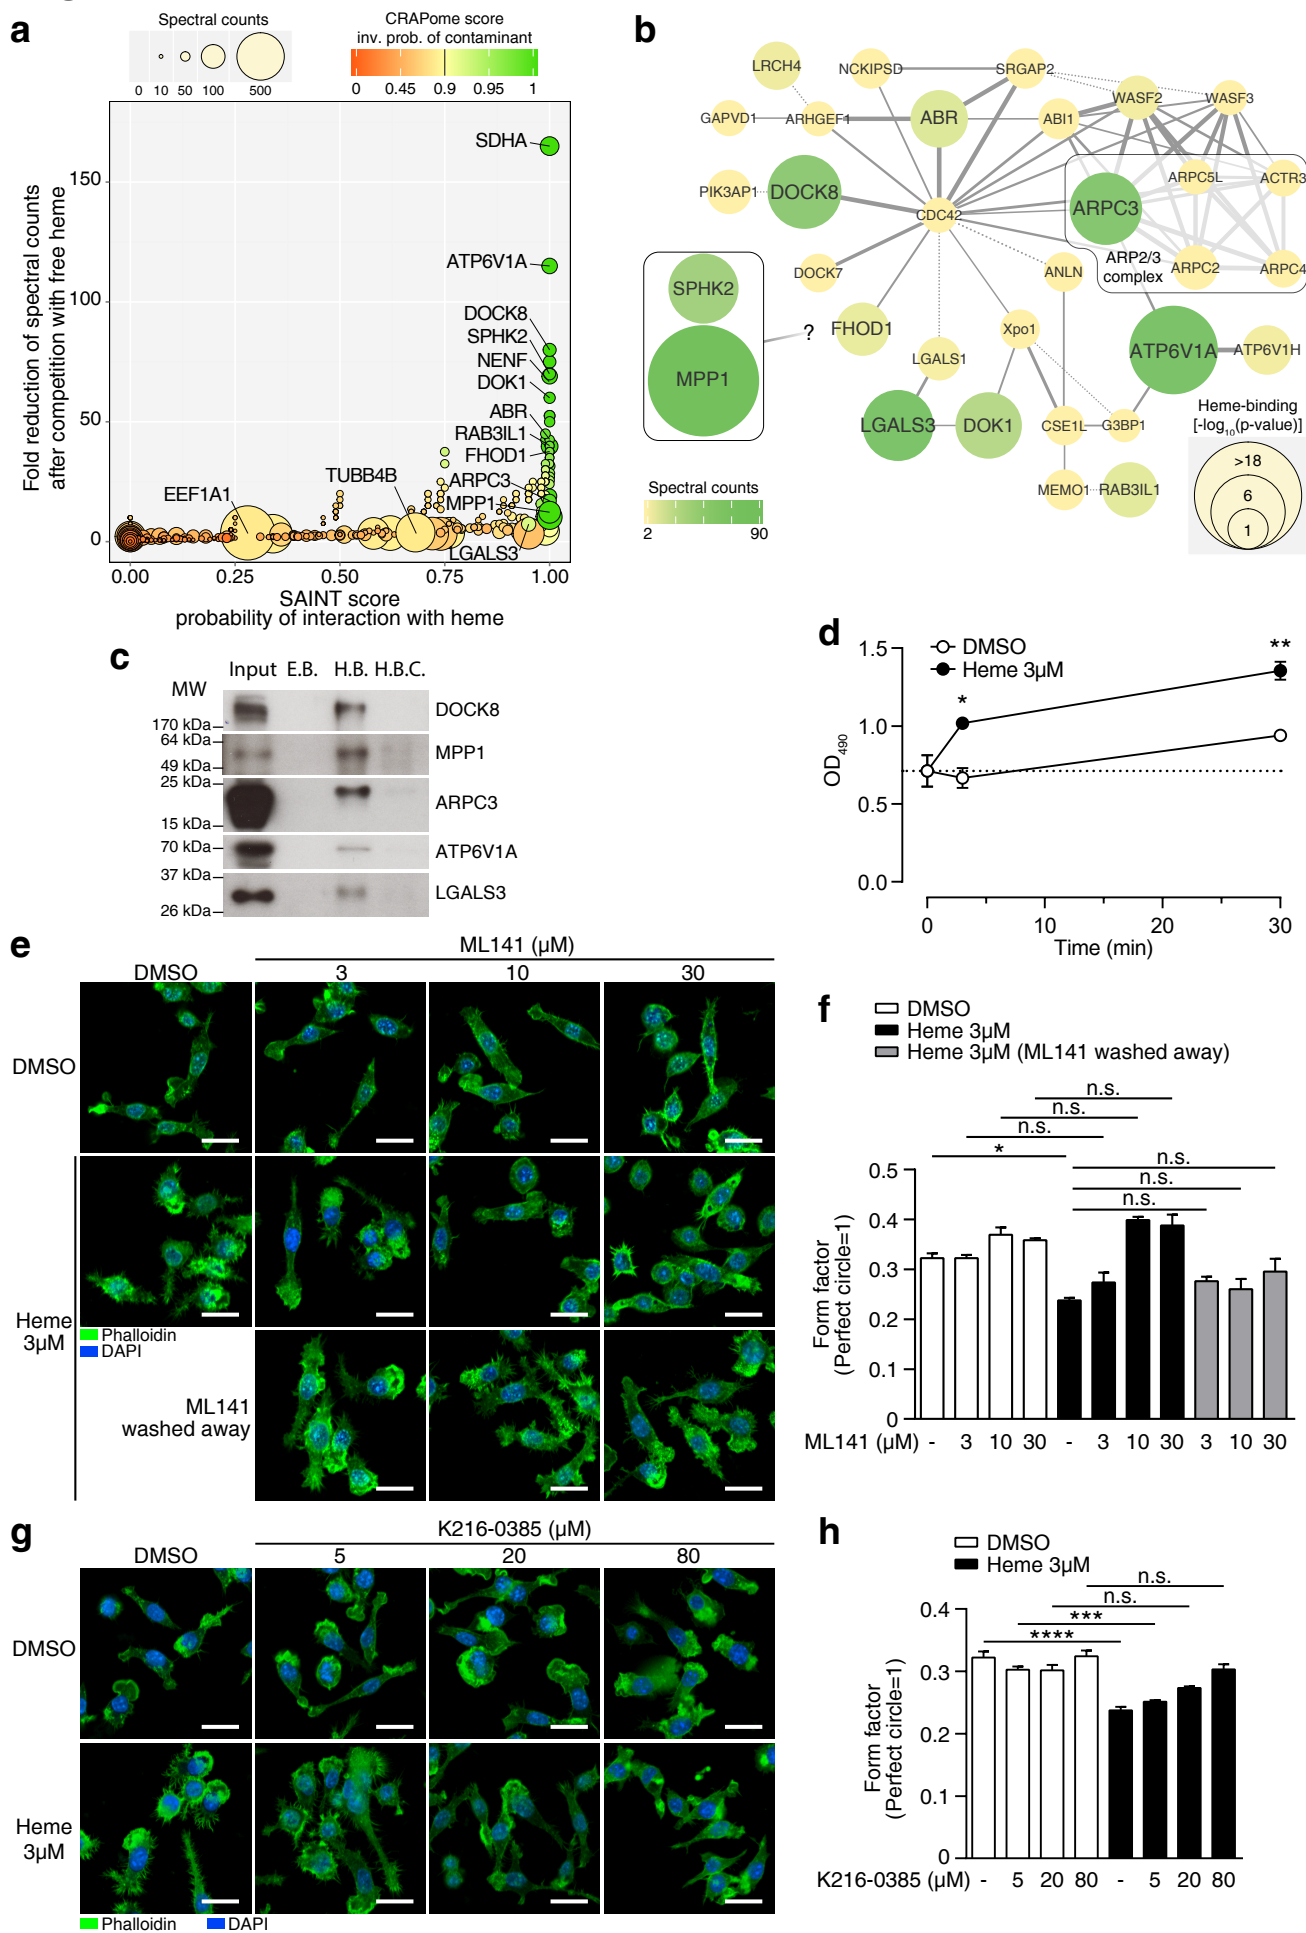 a
Spectral counts
0 10 50 100 500
CRAPome score
inv. prob. of contaminant
0 0.45 0.9 0.95 1
Fold reduction of spectral counts
after competition with free heme
150
100
50
0
SDHA
ATP6V1A
DOCK8
SPHK2
NENF
DOK1
ABR
RAB3IL1
FHOD1
TUBB4B
ARPC3
EEF1A1
MPP1
LGALS3
0.00 0.25 0.50 0.75 1.00
SAINT score
probability of interaction with heme
b
LRCH4
NCKIPSD
SRGAP2
WASF2
WASF3
GAPVD1
ARHGEF1
ABR
ABI1
PIK3AP1
DOCK8
CDC42
ARPC3
ARPC5L
ACTR3
ARP2/3
complex
ARPC2
ARPC4
DOCK7
ANLN
SPHK2
MPP1
?
FHOD1
Xpo1
LGALS1
ATP6V1A
ATP6V1H
LGALS3
DOK1
CSE1L
G3BP1
MEMO1
RAB3IL1
Spectral counts
2 90
Heme-binding
[-log10(p-value)]
>18
6
1
c
Input E.B. H.B. H.B.C.
MW
170 kDa
DOCK8
64 kDa
49 kDa
MPP1
25 kDa
15 kDa
ARPC3
70 kDa
ATP6V1A
37 kDa
26 kDa
LGALS3
d
DMSO
Heme 3µM
OD490
1.5
1.0
0.5
0.0
*
**
0 10 20 30
Time (min)
e
ML141 (µM)
DMSO 3 10 30
DMSO
Heme
3µM
Phalloidin
DAPI
ML141
washed away
f
DMSO
Heme 3µM
Heme 3µM (ML141 washed away)
n.s.
n.s.
n.s.
*
n.s.
n.s.
n.s.
Form factor
(Perfect circle=1)
0.5
0.4
0.3
0.2
0.1
0
ML141 (µM) - 3 10 30 - 3 10 30 3 10 30
g
K216-0385 (µM)
DMSO 5 20 80
DMSO
Heme
3µM
Phalloidin DAPI
h
DMSO
Heme 3µM
n.s.
n.s.
***
****
Form factor
(Perfect circle=1)
0.4
0.3
0.2
0.1
0
K216-0385 (µM) - 5 20 80 - 5 20 80